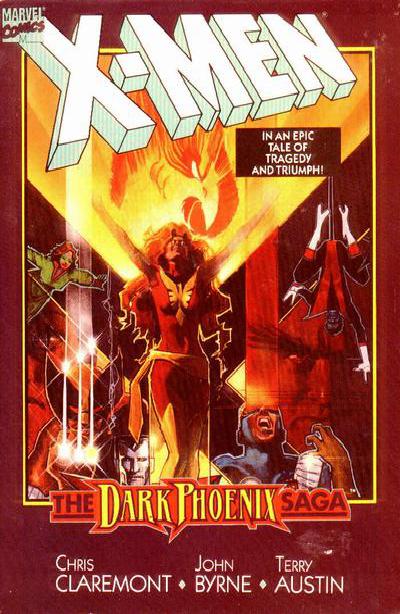 MARVEL
COMICS
X-MEN
IN AN EPIC
TALE OF
TRAGEDY
AND TRIUMPH!
THE DARK PHOENIX SAGA
CHRIS JOHN TERRY
CLAREMONT ♦ BYRNE ♦ AUSTIN